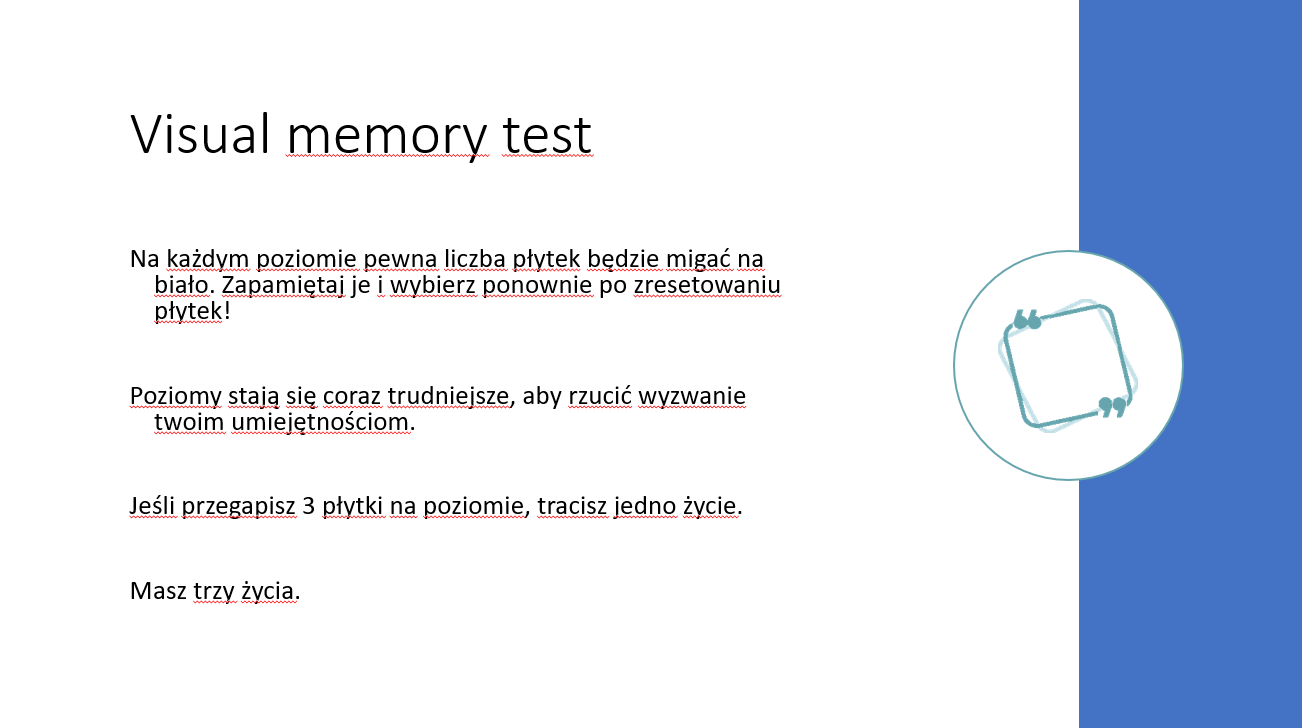 Visual memory test
Na każdym poziomie pewna liczba płytek będzie migać na
biało. Zapamiętaj je i wybierz ponownie po zresetowaniu
płytek!
Poziomy stają się coraz trudniejsze, aby rzucić wyzwanie
twoim umiejętnościom.
Jeśli przegapisz 3 płytki na poziomie, tracisz jedno życie.
Masz trzy życia.